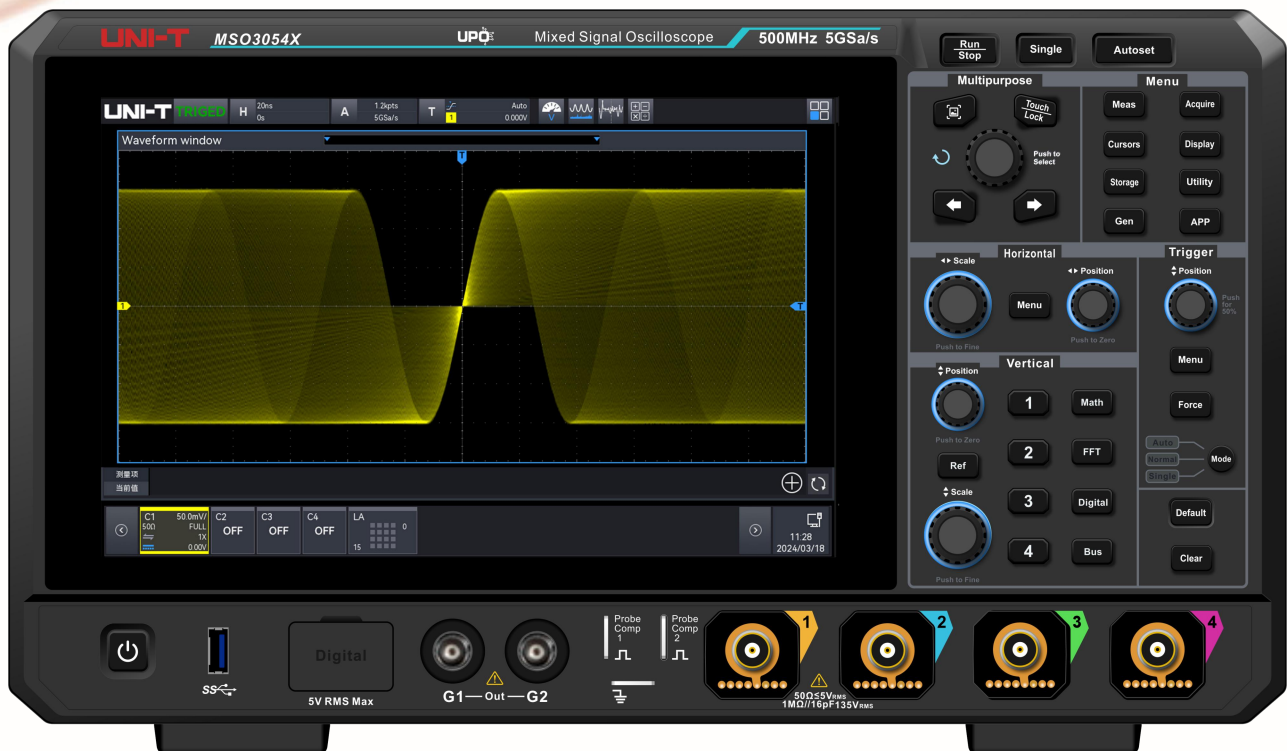 UNI-T MSO3054X UPO Mixed Signal Oscilloscope 500MHz 5GSa/s
Run
Stop
Single
Autoset
Multipurpose
Menu
Touch
Lock
Push to
Select
Meas
Acquire
Cursors
Display
Storage
Utility
Gen
APP
UNI-T TRIGED H 20ns A 1.2kpts T Auto
0s 5GSa/s 1 0.000V
V
Waveform window
T
1
T
测量项
当前值
C1 50.0mV/ C2 C3 C4 LA
50Ω FULL OFF OFF OFF 0
1X
0.00V 15
11:28
2024/03/18
Horizontal
Scale
Position
Menu
Push to Fine
Push to Zero
Trigger
Position
Push
for
50%
Menu
Force
Auto
Normal
Single
Mode
Default
Clear
Vertical
Position
Push to Zero
1
Math
2
FFT
Ref
Scale
3
Digital
4
Bus
Push to Fine
SS
Digital
5V RMS Max
G1 Out G2
Probe
Comp
1
Probe
Comp
2
1
2
3
4
50Ω≤5VRMS
1MΩ//16pF135VRMS